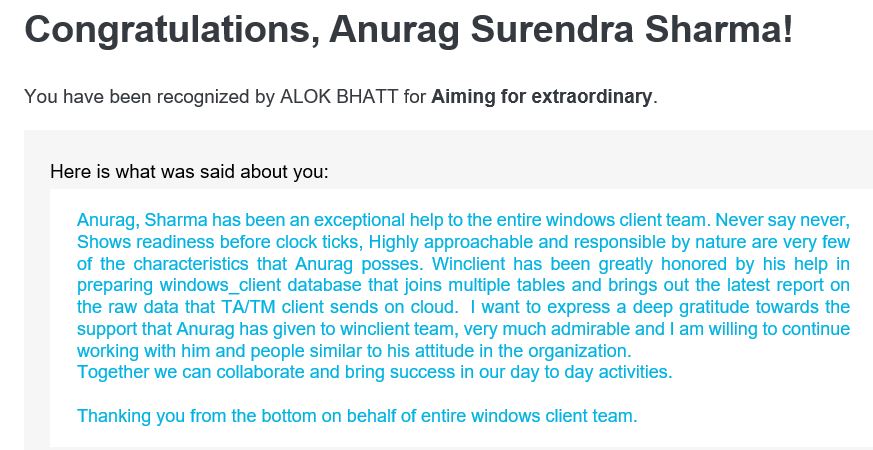 Congratulations, Anurag Surendra Sharma!
You have been recognized by ALOK BHATT for Aiming for extraordinary.
Here is what was said about you:
Anurag, Sharma has been an exceptional help to the entire windows client team. Never say never,
Shows readiness before clock ticks, Highly approachable and responsible by nature are very few
of the characteristics that Anurag posses. Winclient has been greatly honored by his help in
preparing windows_client database that joins multiple tables and brings out the latest report on
the raw data that TA/TM client sends on cloud. I want to express a deep gratitude towards the
support that Anurag has given to winclient team, very much admirable and I am willing to continue
working with him and people similar to his attitude in the organization.
Together we can collaborate and bring success in our day to day activities.
Thanking you from the bottom on behalf of entire windows client team.